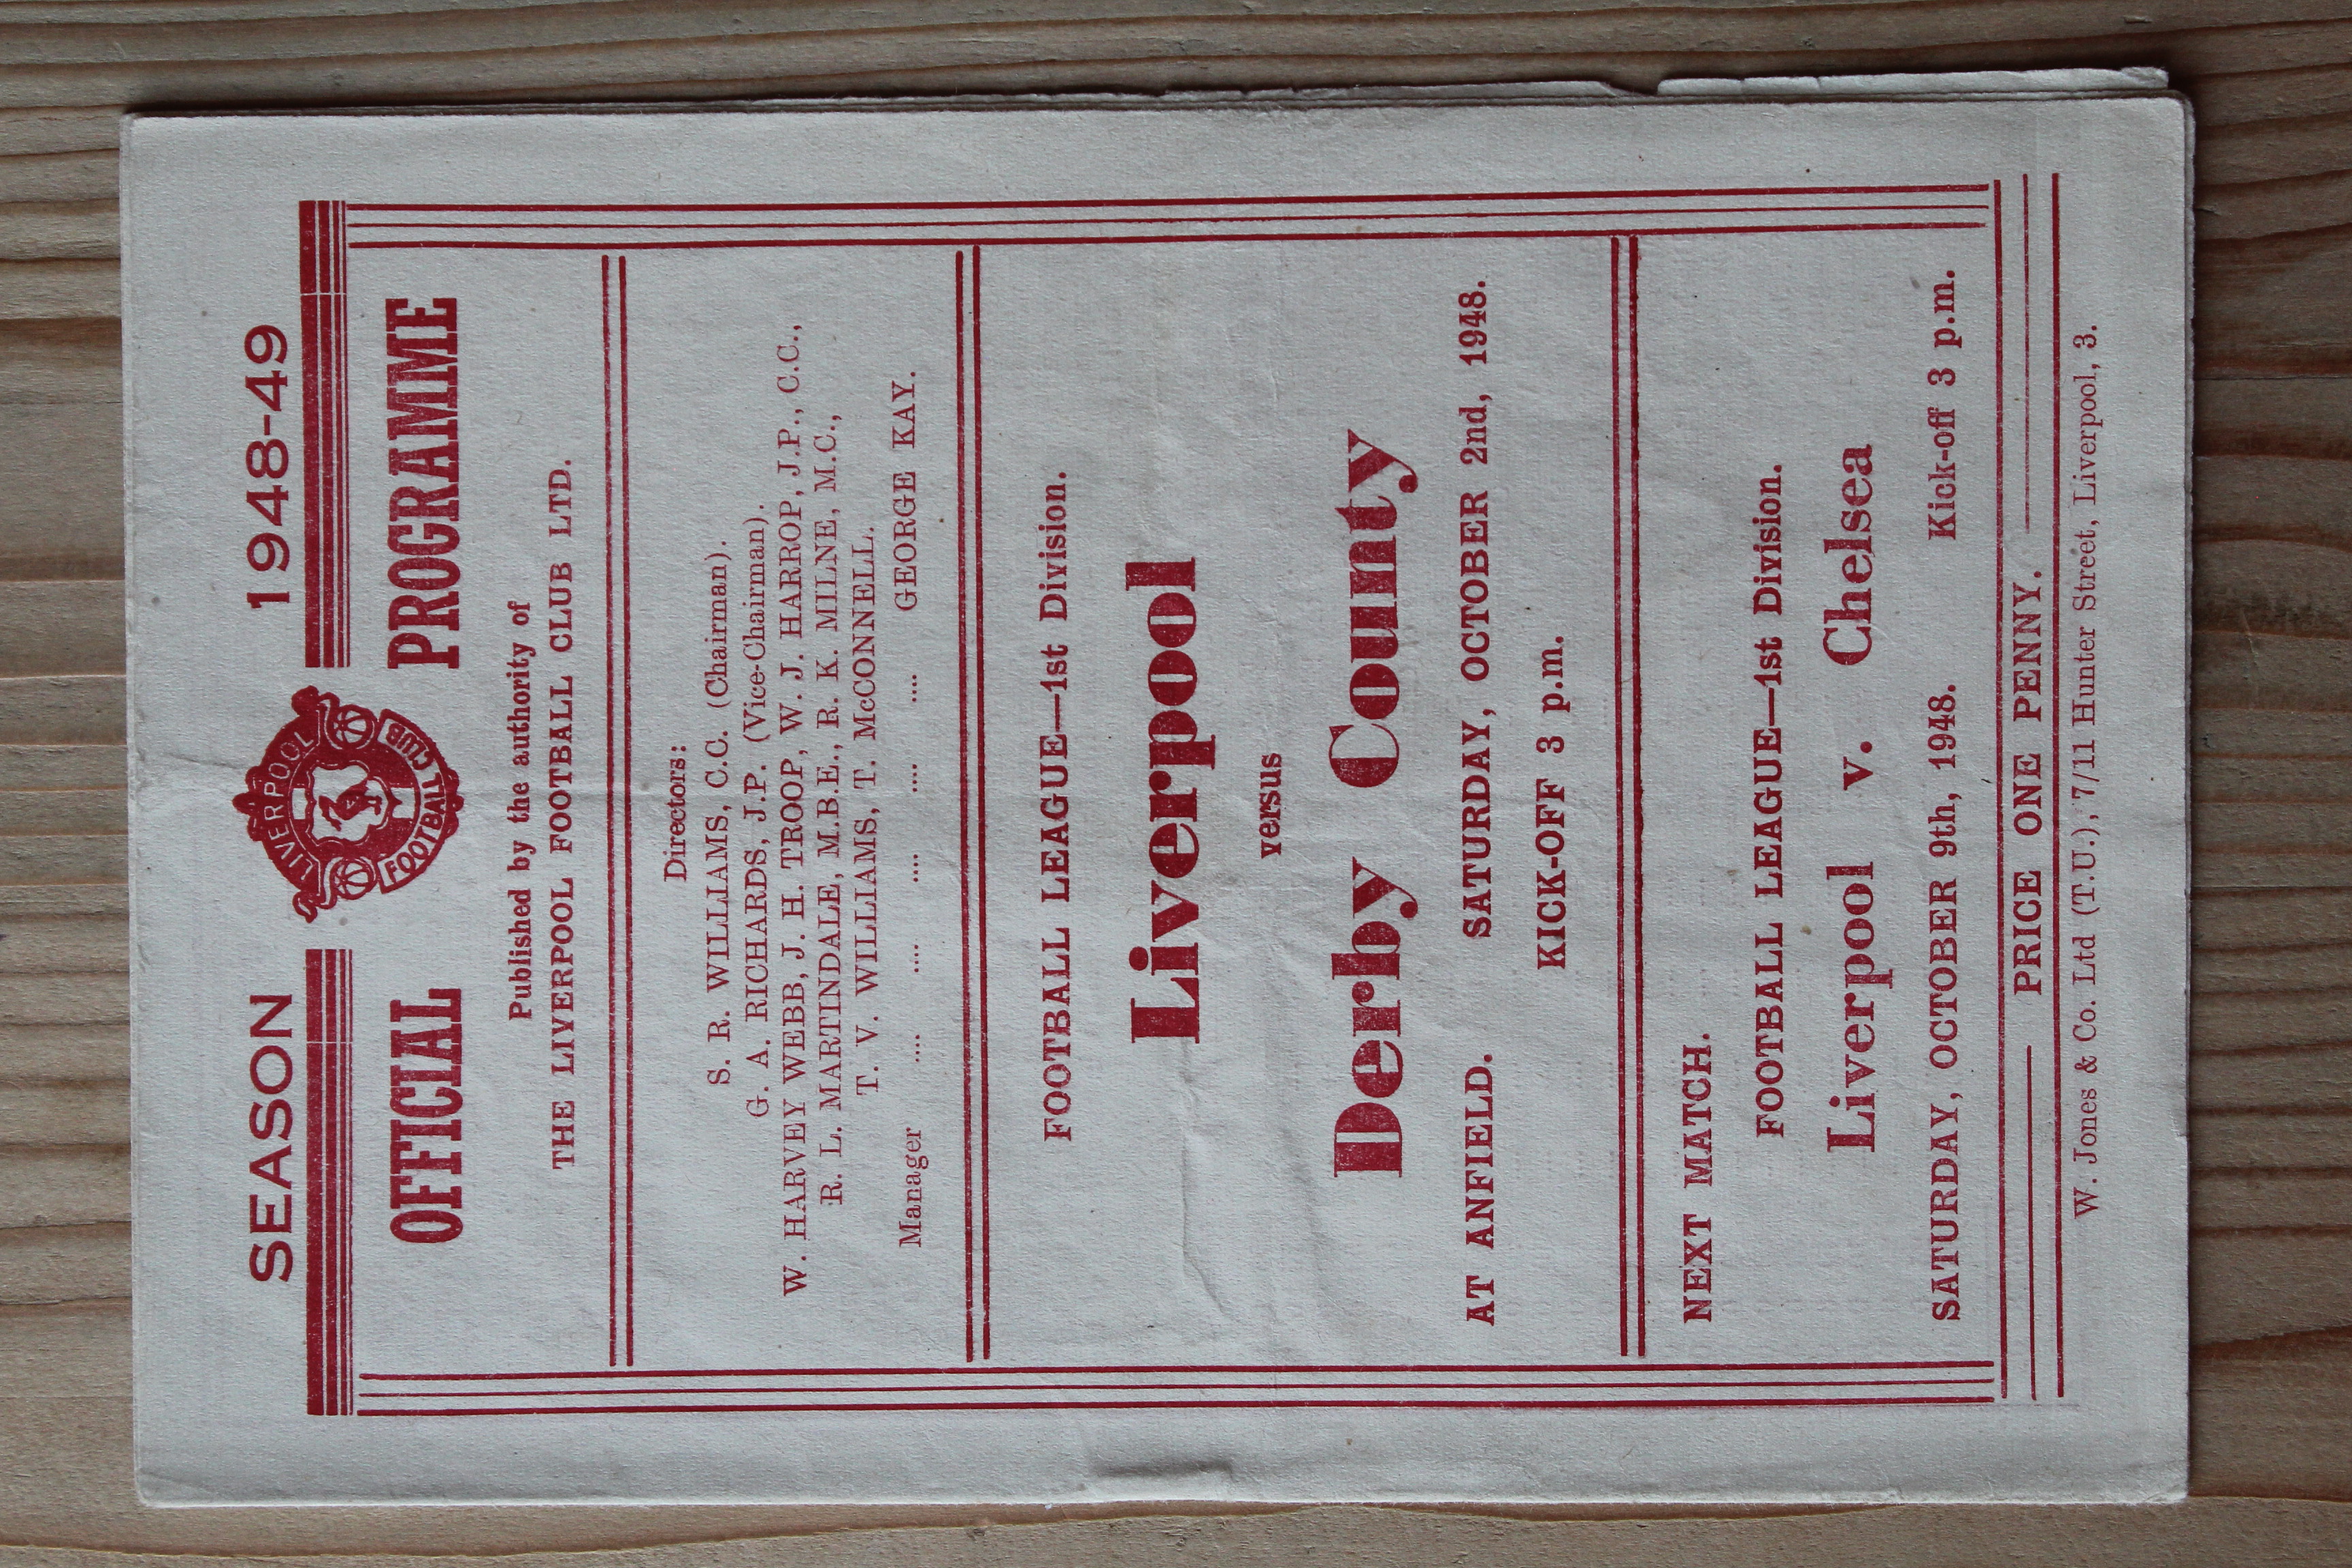 SEASON 1948-49
LIVERPOOL
FOOTBALL CLUB
OFFICIAL PROGRAMME
Published by the authority of
THE LIVERPOOL FOOTBALL CLUB LTD.
Directors:
S. R. WILLIAMS, C.C. (Chairman).
G. A. RICHARDS, J.P. (Vice-Chairman).
W. HARVEY WEBB, J. H. TROOP, W. J. HARROP, J.P., C.C.,
R. L. MARTINDALE, M.B.E., R. K. MILNE, M.C.,
T. V. WILLIAMS, T. McCONNELL.
Manager .... .... .... .... .... GEORGE KAY.
FOOTBALL LEAGUE—1st Division.
Liverpool
versus
Derby County
AT ANFIELD. SATURDAY, OCTOBER 2nd, 1948.
KICK-OFF 3 p.m.
NEXT MATCH.
FOOTBALL LEAGUE—1st Division.
Liverpool v. Chelsea
SATURDAY, OCTOBER 9th, 1948. Kick-off 3 p.m.
PRICE ONE PENNY.
W. Jones & Co. Ltd (T.U.), 7/11 Hunter Street, Liverpool, 3.